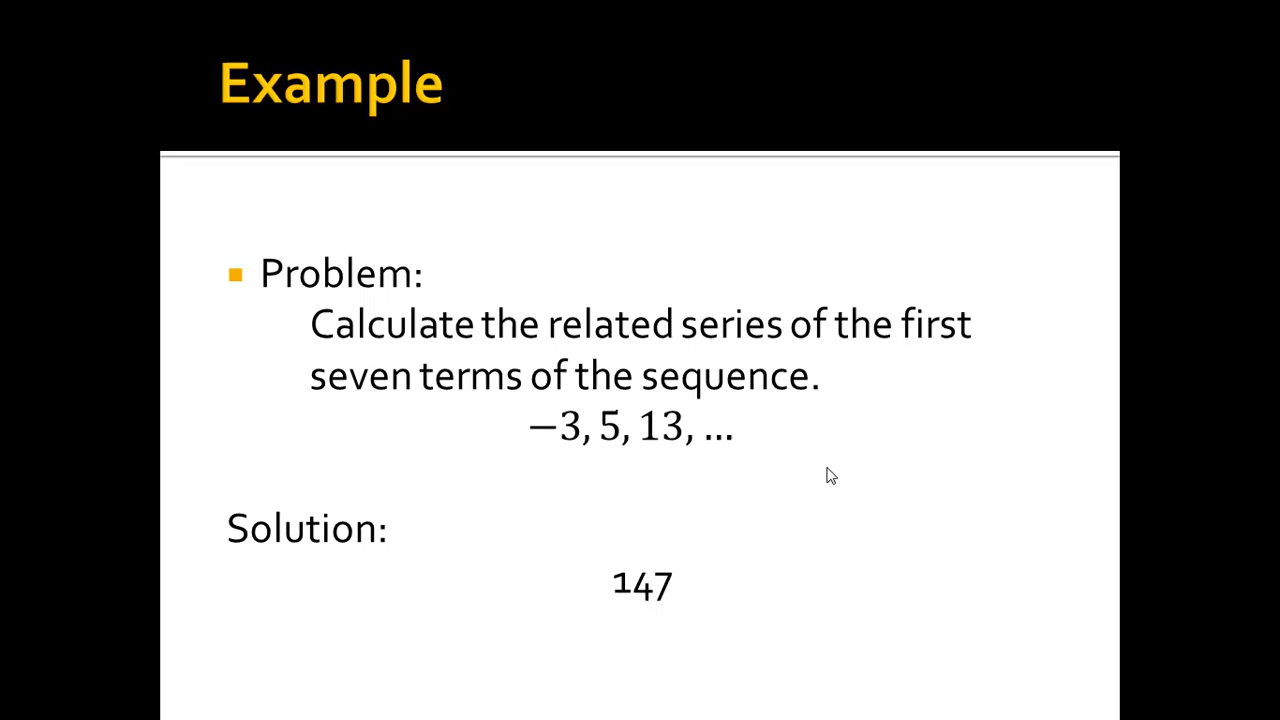 Example
Problem:
Calculate the related series of the first
seven terms of the sequence.
−3, 5, 13, …
Solution:
147